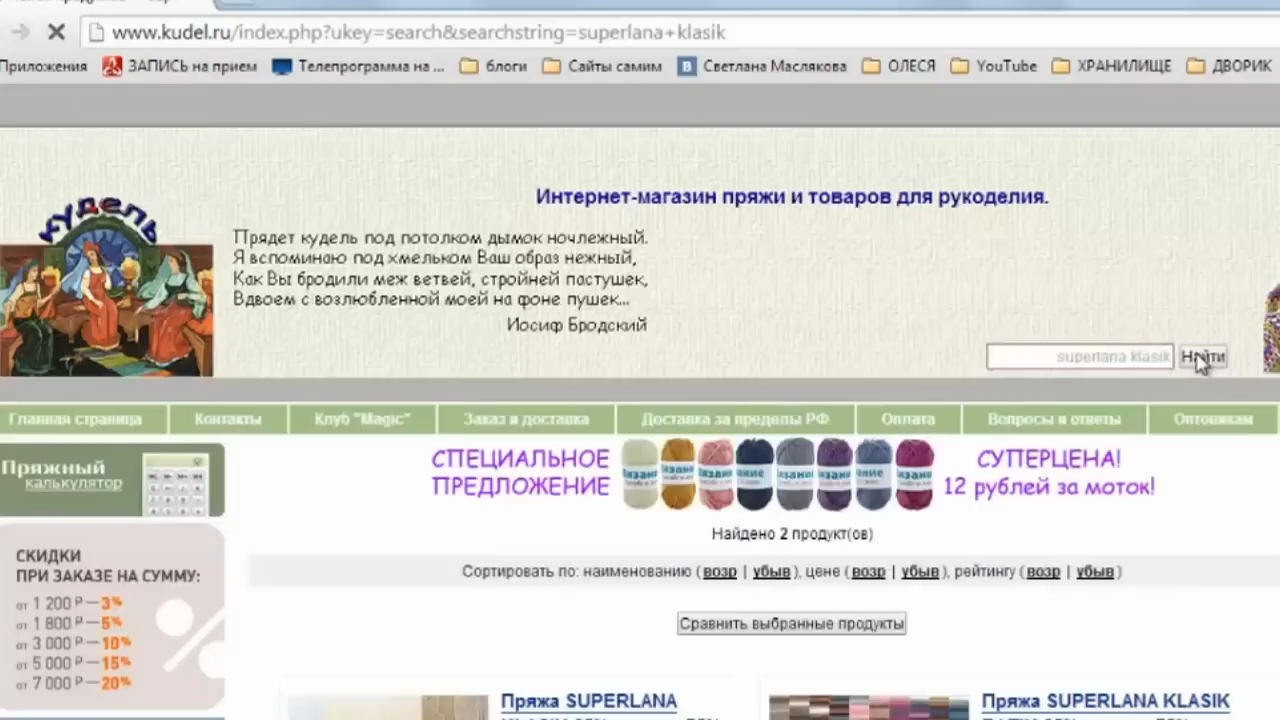 www.kudel.ru/index.php?ukey=search&searchstring=superlana+klasik
Приложения ЗАПИСЬ на прием Телепрограмма на ... блоги Сайты самим Светлана Маслякова ОЛЕСЯ YouTube ХРАНИЛИЩЕ ДВОРИК
кудель
Интернет-магазин пряжи и товаров для рукоделия.
Прядет кудель под потолком дымок ночлежный.
Я вспоминаю под хмельком Ваш образ нежный,
Как Вы бродили меж ветвей, стройней пастушек,
Вдвоем с возлюбленной моей на фоне пушек...
Иосиф Бродский
superlana klasik Найти
Главная страница Контакты Клуб "Magic" Заказ и доставка Доставка за пределы РФ Оплата Вопросы и ответы Оптовикам
Пряжный
калькулятор
СПЕЦИАЛЬНОЕ
ПРЕДЛОЖЕНИЕ
СУПЕРЦЕНА!
12 рублей за моток!
Найдено 2 продукт(ов)
Сортировать по: наименованию (возр | убыв), цене (возр | убыв), рейтингу (возр | убыв)
Сравнить выбранные продукты
СКИДКИ
ПРИ ЗАКАЗЕ НА СУММУ:
от 1 200 Р — 3%
от 1 800 Р — 5%
от 3 000 Р — 10%
от 5 000 Р — 15%
от 7 000 Р — 20%
Пряжа SUPERLANA
Пряжа SUPERLANA KLASIK